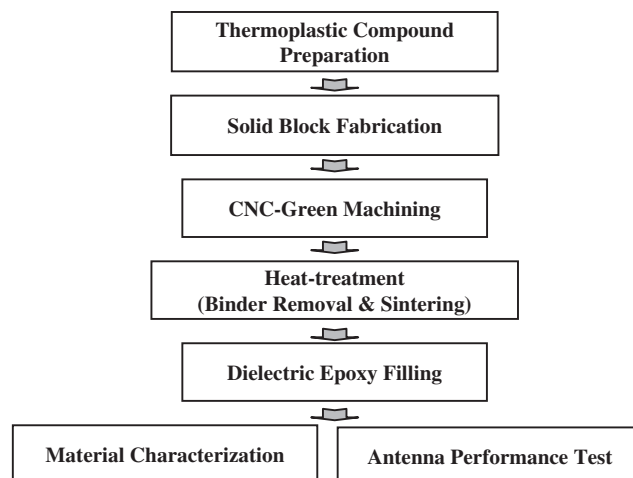 Thermoplastic Compound
Preparation
Solid Block Fabrication
CNC-Green Machining
Heat-treatment
(Binder Removal & Sintering)
Dielectric Epoxy Filling
Material Characterization
Antenna Performance Test